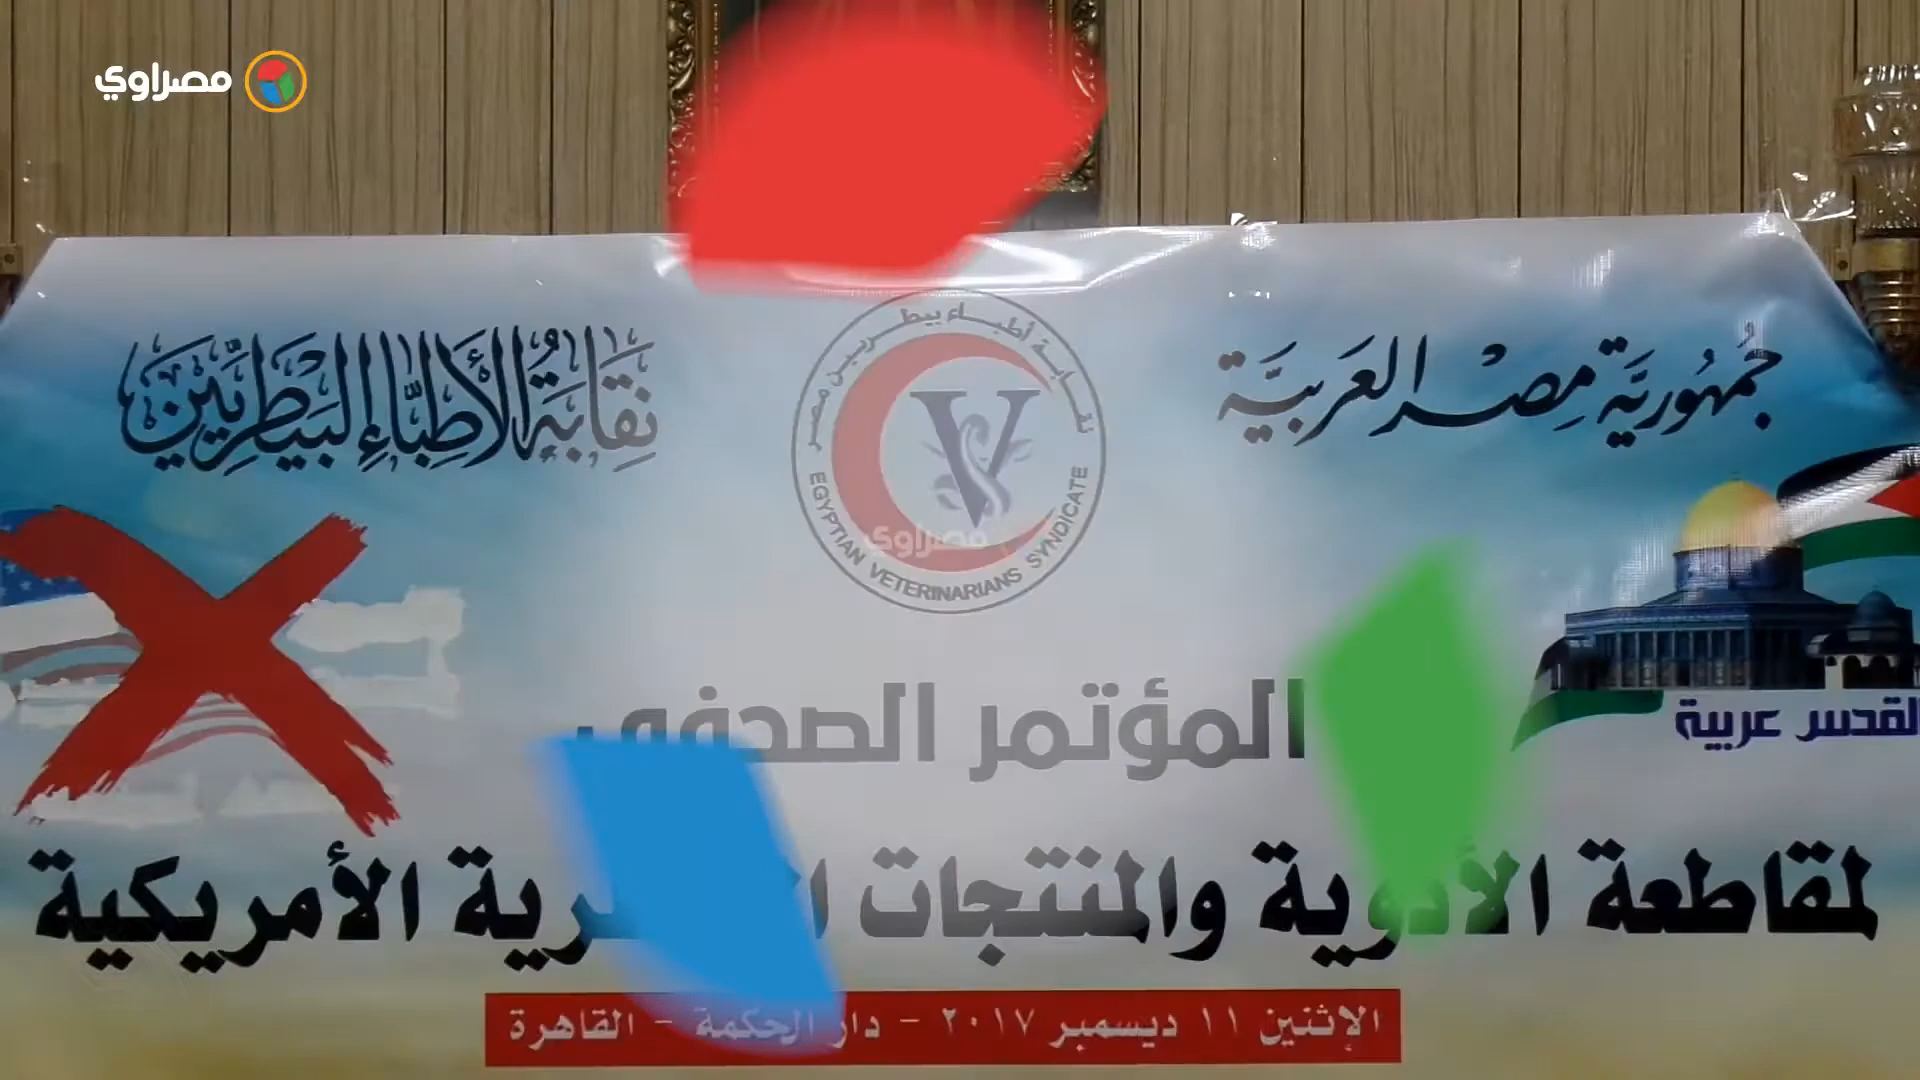 مصراوي
جمهورية مصر العربية
نقابة الأطباء البيطريين
نقابة أطباء بيطريين مصر
EGYPTIAN VETERINARIANS SYNDICATE
V
مصراوي
القدس عربية
المؤتمر الصحفي
لمقاطعة الأدوية والمنتجات الأمريكية
الإثنين ١١ ديسمبر ٢٠١٧ - دار الحكمة - القاهرة